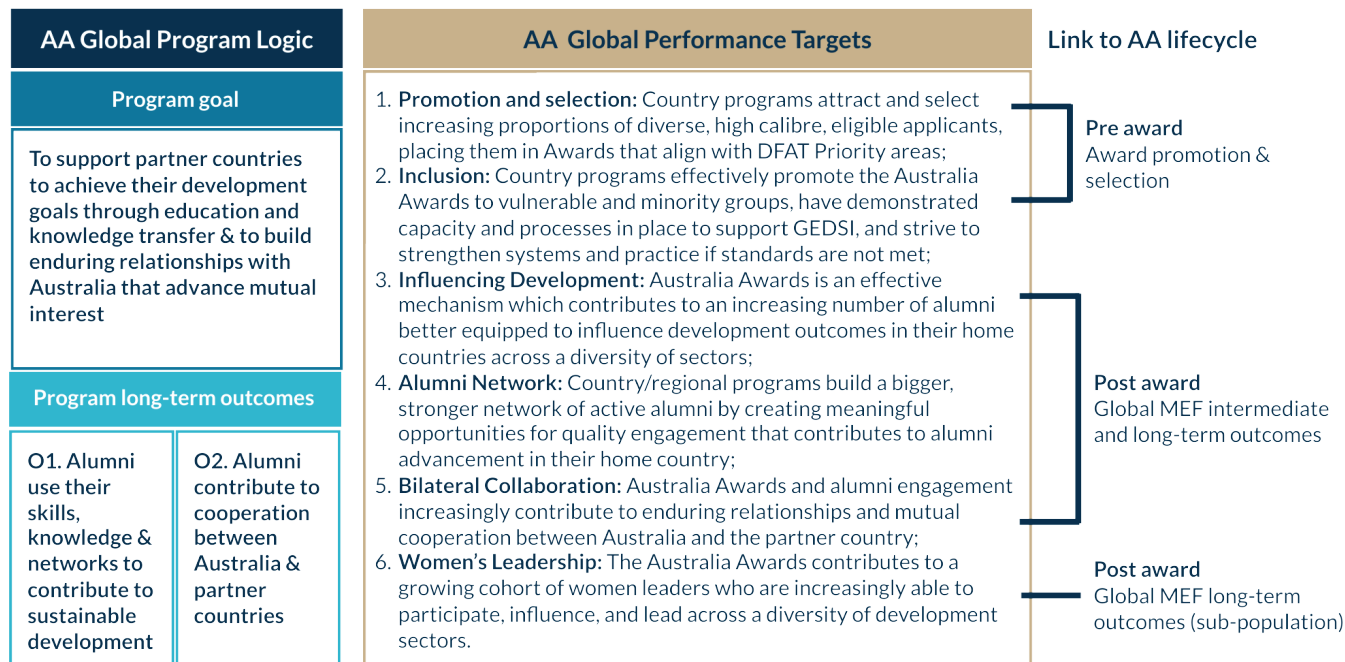 AA Global Program Logic
Program goal
To support partner countries
to achieve their development
goals through education and
knowledge transfer & to build
enduring relationships with
Australia that advance mutual
interest
Program long-term outcomes
O1. Alumni
use their
skills,
knowledge &
networks to
contribute to
sustainable
development
O2. Alumni
contribute to
cooperation
between
Australia &
partner
countries
AA Global Performance Targets
1. Promotion and selection: Country programs attract and select
increasing proportions of diverse, high calibre, eligible applicants,
placing them in Awards that align with DFAT Priority areas;
2. Inclusion: Country programs effectively promote the Australia
Awards to vulnerable and minority groups, have demonstrated
capacity and processes in place to support GEDSI, and strive to
strengthen systems and practice if standards are not met;
3. Influencing Development: Australia Awards is an effective
mechanism which contributes to an increasing number of alumni
better equipped to influence development outcomes in their home
countries across a diversity of sectors;
4. Alumni Network: Country/regional programs build a bigger,
stronger network of active alumni by creating meaningful
opportunities for quality engagement that contributes to alumni
advancement in their home country;
5. Bilateral Collaboration: Australia Awards and alumni engagement
increasingly contribute to enduring relationships and mutual
cooperation between Australia and the partner country;
6. Women's Leadership: The Australia Awards contributes to a
growing cohort of women leaders who are increasingly able to
participate, influence, and lead across a diversity of development
sectors.
Link to AA lifecycle
Pre award
Award promotion &
selection
Post award
Global MEF intermediate
and long-term outcomes
Post award
Global MEF long-term
outcomes (sub-population)